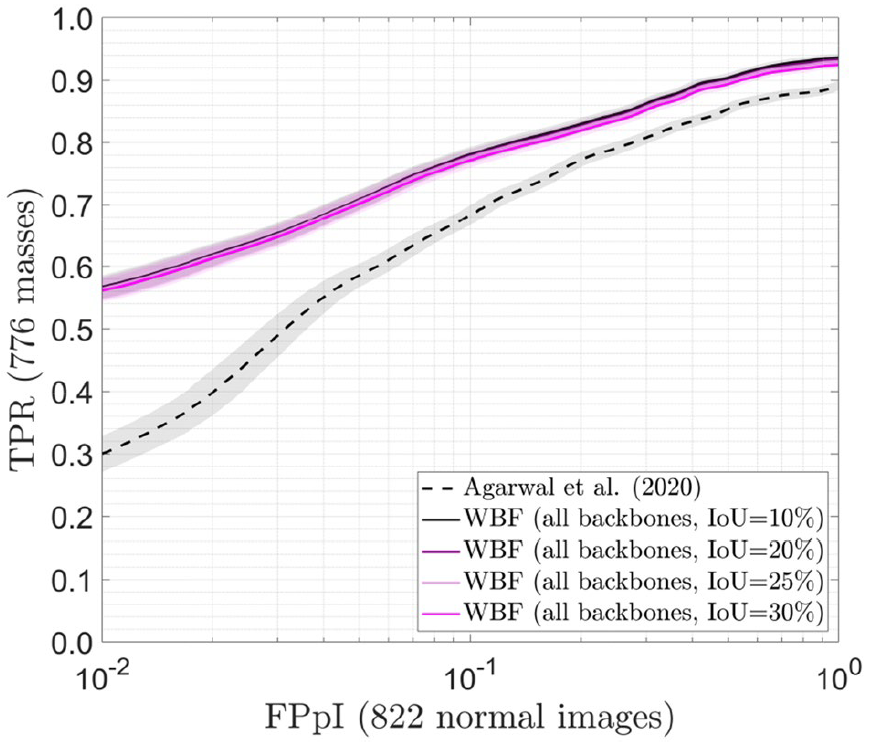 1.0
0.9
0.8
0.7
0.6
0.5
0.4
0.3
0.2
0.1
0.0
TPR (776 masses)
Agarwal et al. (2020)
WBF (all backbones, IoU=10%)
WBF (all backbones, IoU=20%)
WBF (all backbones, IoU=25%)
WBF (all backbones, IoU=30%)
10⁻² 10⁻¹ 10⁰
FPpI (822 normal images)